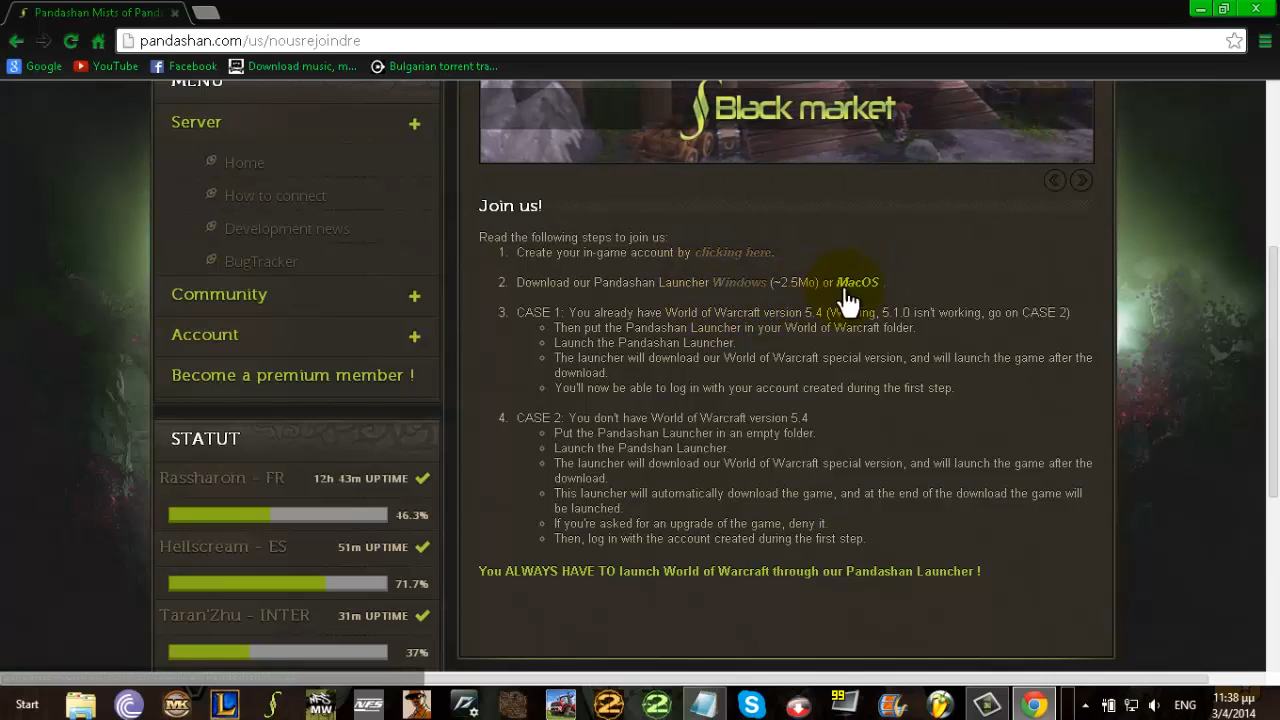 Pandashan Mists of Pand
pandashan.com/us/nousrejoindre
Google
YouTube
Facebook
Download music, m...
Bulgarian torrent tra...
MENU
Server
Home
How to connect
Development news
BugTracker
Community
Account
Become a premium member !
STATUT
Rassharom - FR
12h 43m UPTIME
46.3%
Hellscream - ES
51m UPTIME
71.7%
Taran'Zhu - INTER
31m UPTIME
37%
Black market
Join us!
Read the following steps to join us:
1. Create your in-game account by clicking here.
2. Download our Pandashan Launcher Windows (~2.5Mo) or MacOS .
3. CASE 1: You already have World of Warcraft version 5.4 ( 5.1.0 isn't working, go on CASE 2)
Then put the Pandashan Launcher in your World of Warcraft folder.
Launch the Pandashan Launcher.
The launcher will download our World of Warcraft special version, and will launch the game after the
download.
You'll now be able to log in with your account created during the first step.
4. CASE 2: You don't have World of Warcraft version 5.4
Put the Pandashan Launcher in an empty folder.
Launch the Pandshan Launcher.
The launcher will download our World of Warcraft special version, and will launch the game after the
download.
This launcher will automatically download the game, and at the end of the download the game will
be launched.
If you're asked for an upgrade of the game, deny it.
Then, log in with the account created during the first step.
You ALWAYS HAVE TO launch World of Warcraft through our Pandashan Launcher !
Start
MK
L
MW
NFS
2
2
99
11:38 μμ
3/4/2014